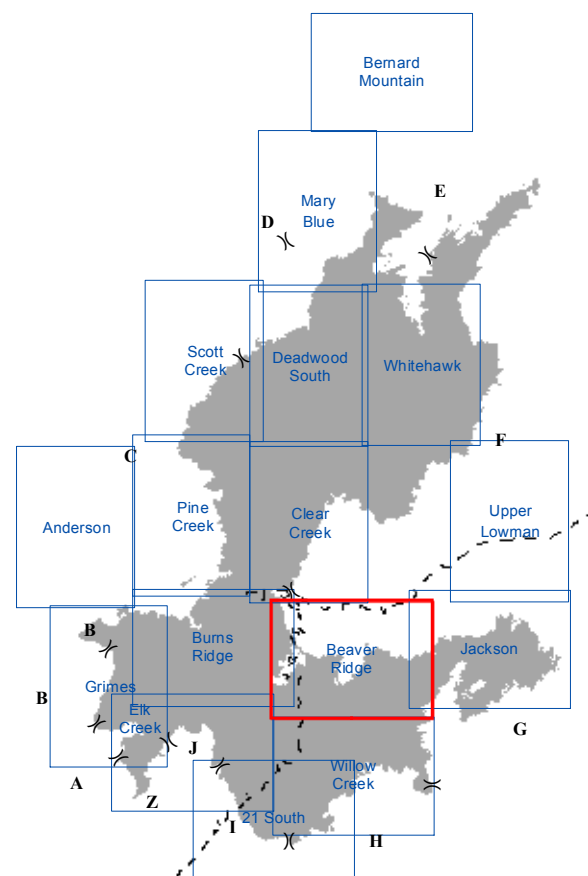 Bernard
Mountain
E
Mary
Blue
D
Scott
Creek
Deadwood
South
Whitehawk
F
C
Pine
Creek
Clear
Creek
Upper
Lowman
Anderson
B
Burns
Ridge
Beaver
Ridge
Jackson
B
Grimes
Elk
Creek
G
J
Willow
Creek
A
Z
I
21 South
H